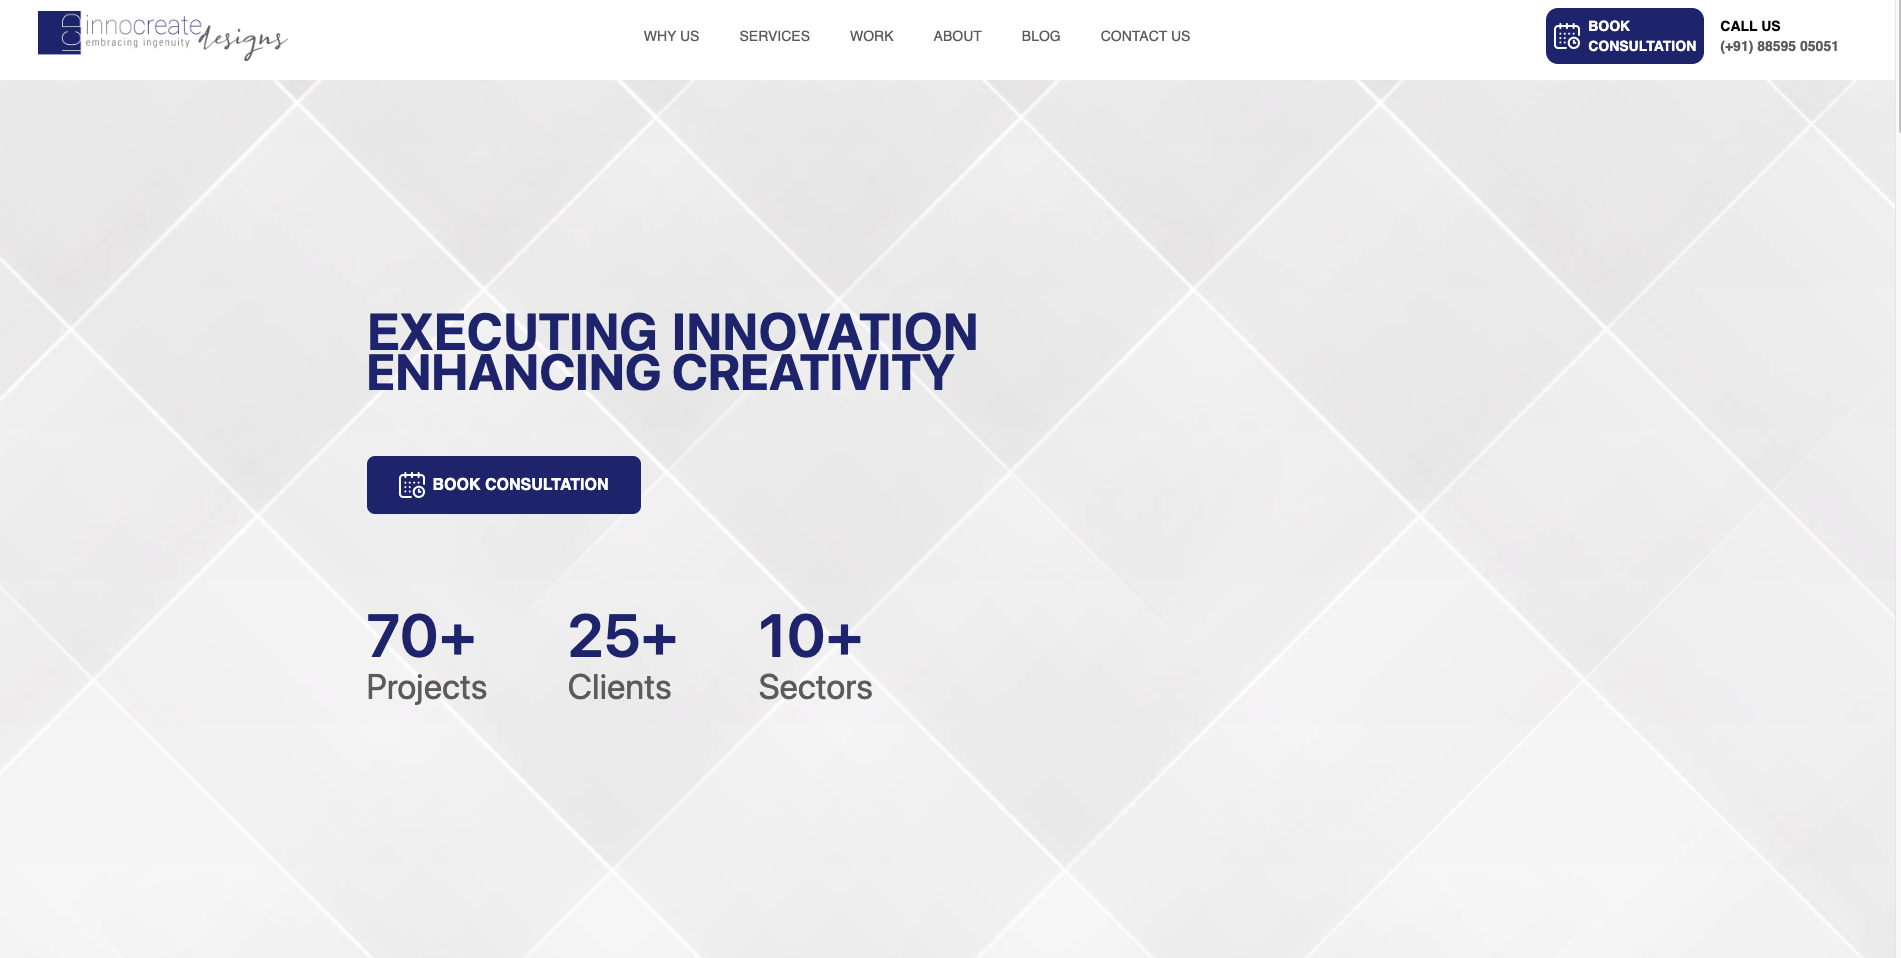 ICD innocreate designs
embracing ingenuity
WHY US SERVICES WORK ABOUT BLOG CONTACT US
BOOK
CONSULTATION
CALL US
(+91) 88595 05051
EXECUTING INNOVATION
ENHANCING CREATIVITY
BOOK CONSULTATION
70+ 25+ 10+
Projects Clients Sectors